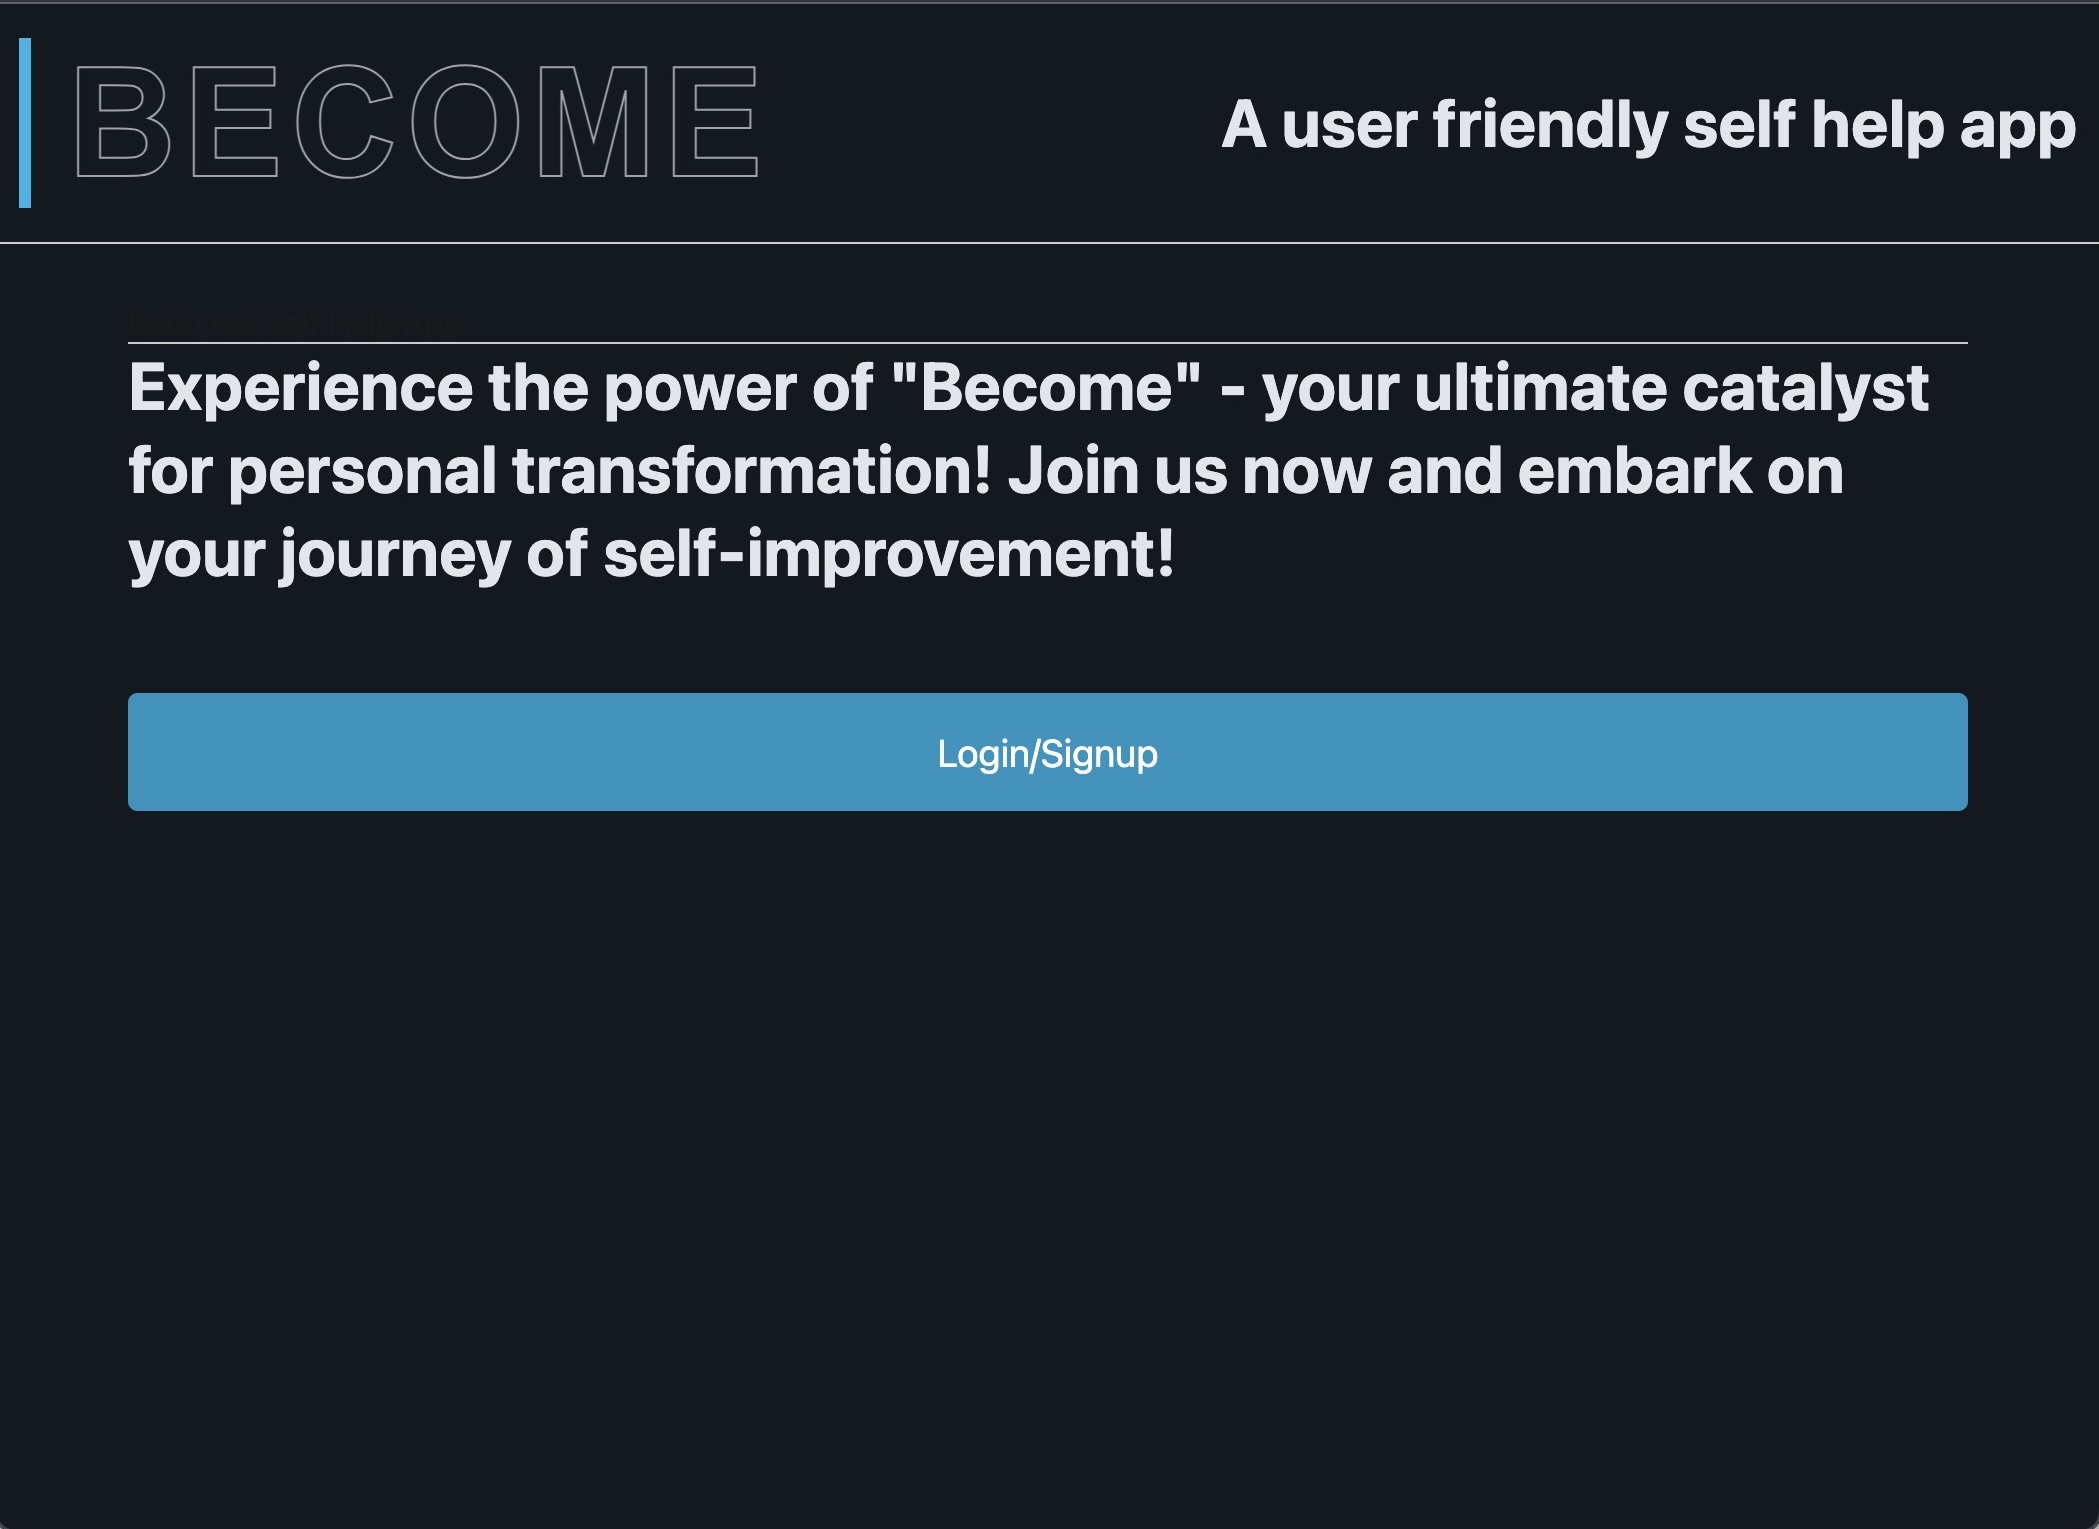 BECOME
A user friendly self help app
Become: Self Help App
Experience the power of "Become" - your ultimate catalyst
for personal transformation! Join us now and embark on
your journey of self-improvement!
Login/Signup